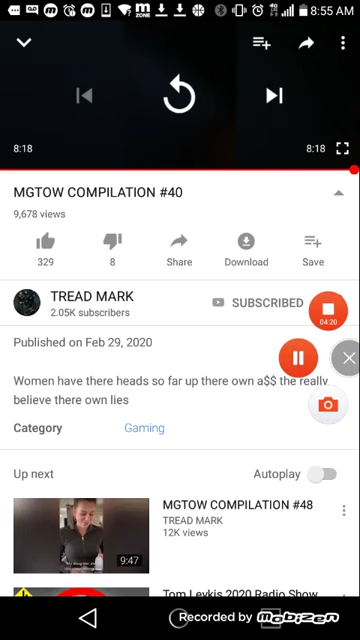 8:55 AM
8:18
8:18
MGTOW COMPILATION #40
9,678 views
329
8
Share
Download
Save
TREAD MARK
2.05K subscribers
SUBSCRIBED
04:20
Published on Feb 29, 2020
Women have there heads so far up there own a$$ the really
believe there own lies
Category
Gaming
Up next
Autoplay
MGTOW COMPILATION #48
TREAD MARK
12K views
9:47
Tom Leykis 2020 Radio Show
Recorded by Mobizen